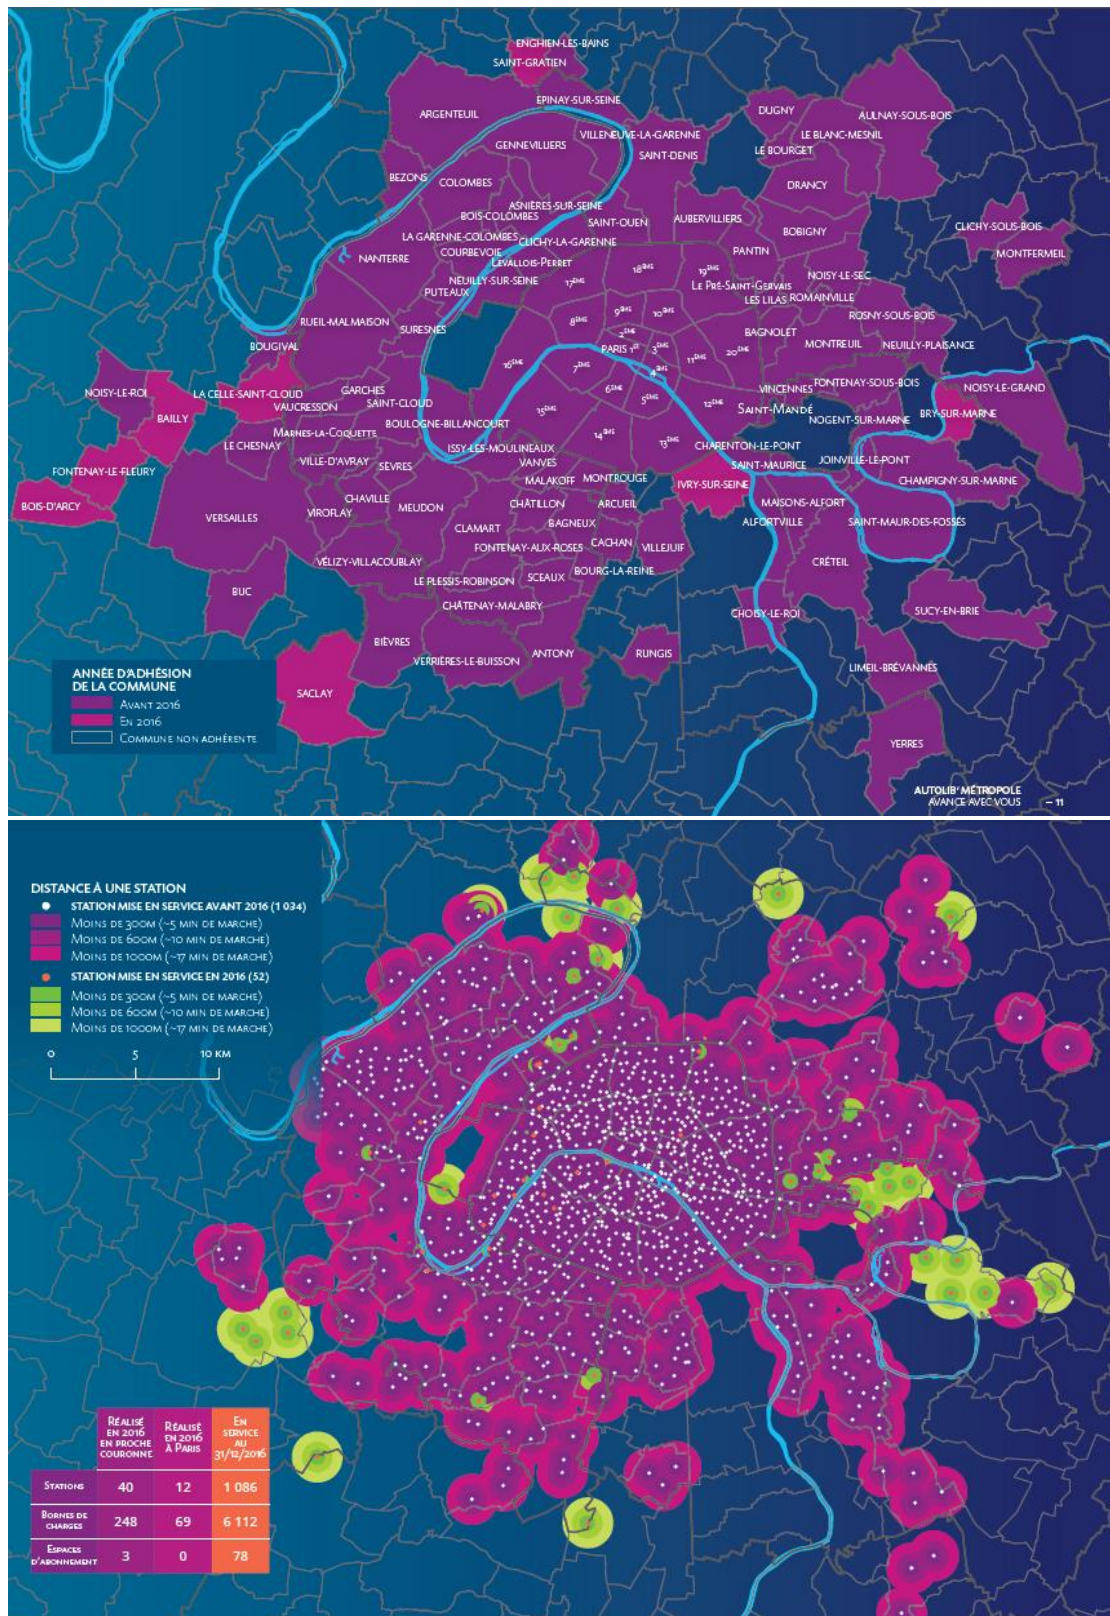 ENGHIEN-LES-BAINS
SAINT-GRATIEN
EPINAY-SUR-SEINE
ARGENTEUIL
DUGNY
AULNAY-SOUS-BOIS
VILLENEUVE-LA-GARENNE
LE BLANC-MESNIL
GENNEVILLIERS
LE BOURGET
SAINT-DENIS
BEZONS
COLOMBES
DRANCY
ASNIÈRES-SUR-SEINE
BOIS-COLOMBES
SAINT-OUEN
AUBERVILLIERS
CLICHY-SOUS-BOIS
BOBIGNY
LA GARENNE-COLOMBES
CLICHY-LA-GARENNE
COURBEVOIE
PANTIN
MONTFERMEIL
NANTERRE
LEVALLOIS-PERRET
18ÈME
19ÈME
NOISY-LE-SEC
NEUILLY-SUR-SEINE
17ÈME
LE PRÉ-SAINT-GERVAIS
PUTEAUX
LES LILAS
ROMAINVILLE
9ÈME
10ÈME
ROSNY-SOUS-BOIS
RUEIL-MALMAISON
8ÈME
SURESNES
2ÈME
BAGNOLET
BOUGIVAL
PARIS 1ER
3ÈME
MONTREUIL
NEUILLY-PLAISANCE
20ÈME
11ÈME
16ÈME
7ÈME
4ÈME
NOISY-LE-ROI
LA CELLE-SAINT-CLOUD
GARCHES
6ÈME
5ÈME
VINCENNES
FONTENAY-SOUS-BOIS
NOISY-LE-GRAND
VAUCRESSON
SAINT-CLOUD
15ÈME
12ÈME
SAINT-MANDÉ
BAILLY
BOULOGNE-BILLANCOURT
NOGENT-SUR-MARNE
BRY-SUR-MARNE
MARNES-LA-COQUETTE
14ÈME
13ÈME
LE CHESNAY
ISSY-LES-MOULINEAUX
CHARENTON-LE-PONT
VILLE-D'AVRAY
SÈVRES
VANVES
SAINT-MAURICE
JOINVILLE-LE-PONT
FONTENAY-LE-FLEURY
MALAKOFF
MONTROUGE
IVRY-SUR-SEINE
CHAMPIGNY-SUR-MARNE
BOIS-D'ARCY
CHAVILLE
MEUDON
CHÂTILLON
ARCUEIL
MAISONS-ALFORT
VERSAILLES
VIROFLAY
CLAMART
BAGNEUX
ALFORTVILLE
SAINT-MAUR-DES-FOSSÉS
FONTENAY-AUX-ROSES
CACHAN
VILLEJUIF
VÉLIZY-VILLACOUBLAY
BOURG-LA-REINE
CRÉTEIL
LE PLESSIS-ROBINSON
SCEAUX
BUC
CHÂTENAY-MALABRY
CHOISY-LE-ROI
SUCY-EN-BRIE
BIÈVRES
VERRIÈRES-LE-BUISSON
ANTONY
RUNGIS
LIMEIL-BRÉVANNES
SACLAY
YERRES
ANNÉE D'ADHÉSION
DE LA COMMUNE
AVANT 2016
EN 2016
COMMUNE NON ADHÉRENTE
AUTOLIB' MÉTROPOLE
AVANCE AVEC VOUS
– 11
DISTANCE À UNE STATION
STATION MISE EN SERVICE AVANT 2016 (1 034)
MOINS DE 300M (~5 MIN DE MARCHE)
MOINS DE 600M (~10 MIN DE MARCHE)
MOINS DE 1000M (~17 MIN DE MARCHE)
STATION MISE EN SERVICE EN 2016 (52)
MOINS DE 300M (~5 MIN DE MARCHE)
MOINS DE 600M (~10 MIN DE MARCHE)
MOINS DE 1000M (~17 MIN DE MARCHE)
0 5 10 KM
RÉALISÉ EN 2016 EN PROCHE COURONNE
RÉALISÉ EN 2016 À PARIS
EN SERVICE AU 31/12/2016
STATIONS 40 12 1 086
BORNES DE CHARGES 248 69 6 112
ESPACES D'ABONNEMENT 3 0 78